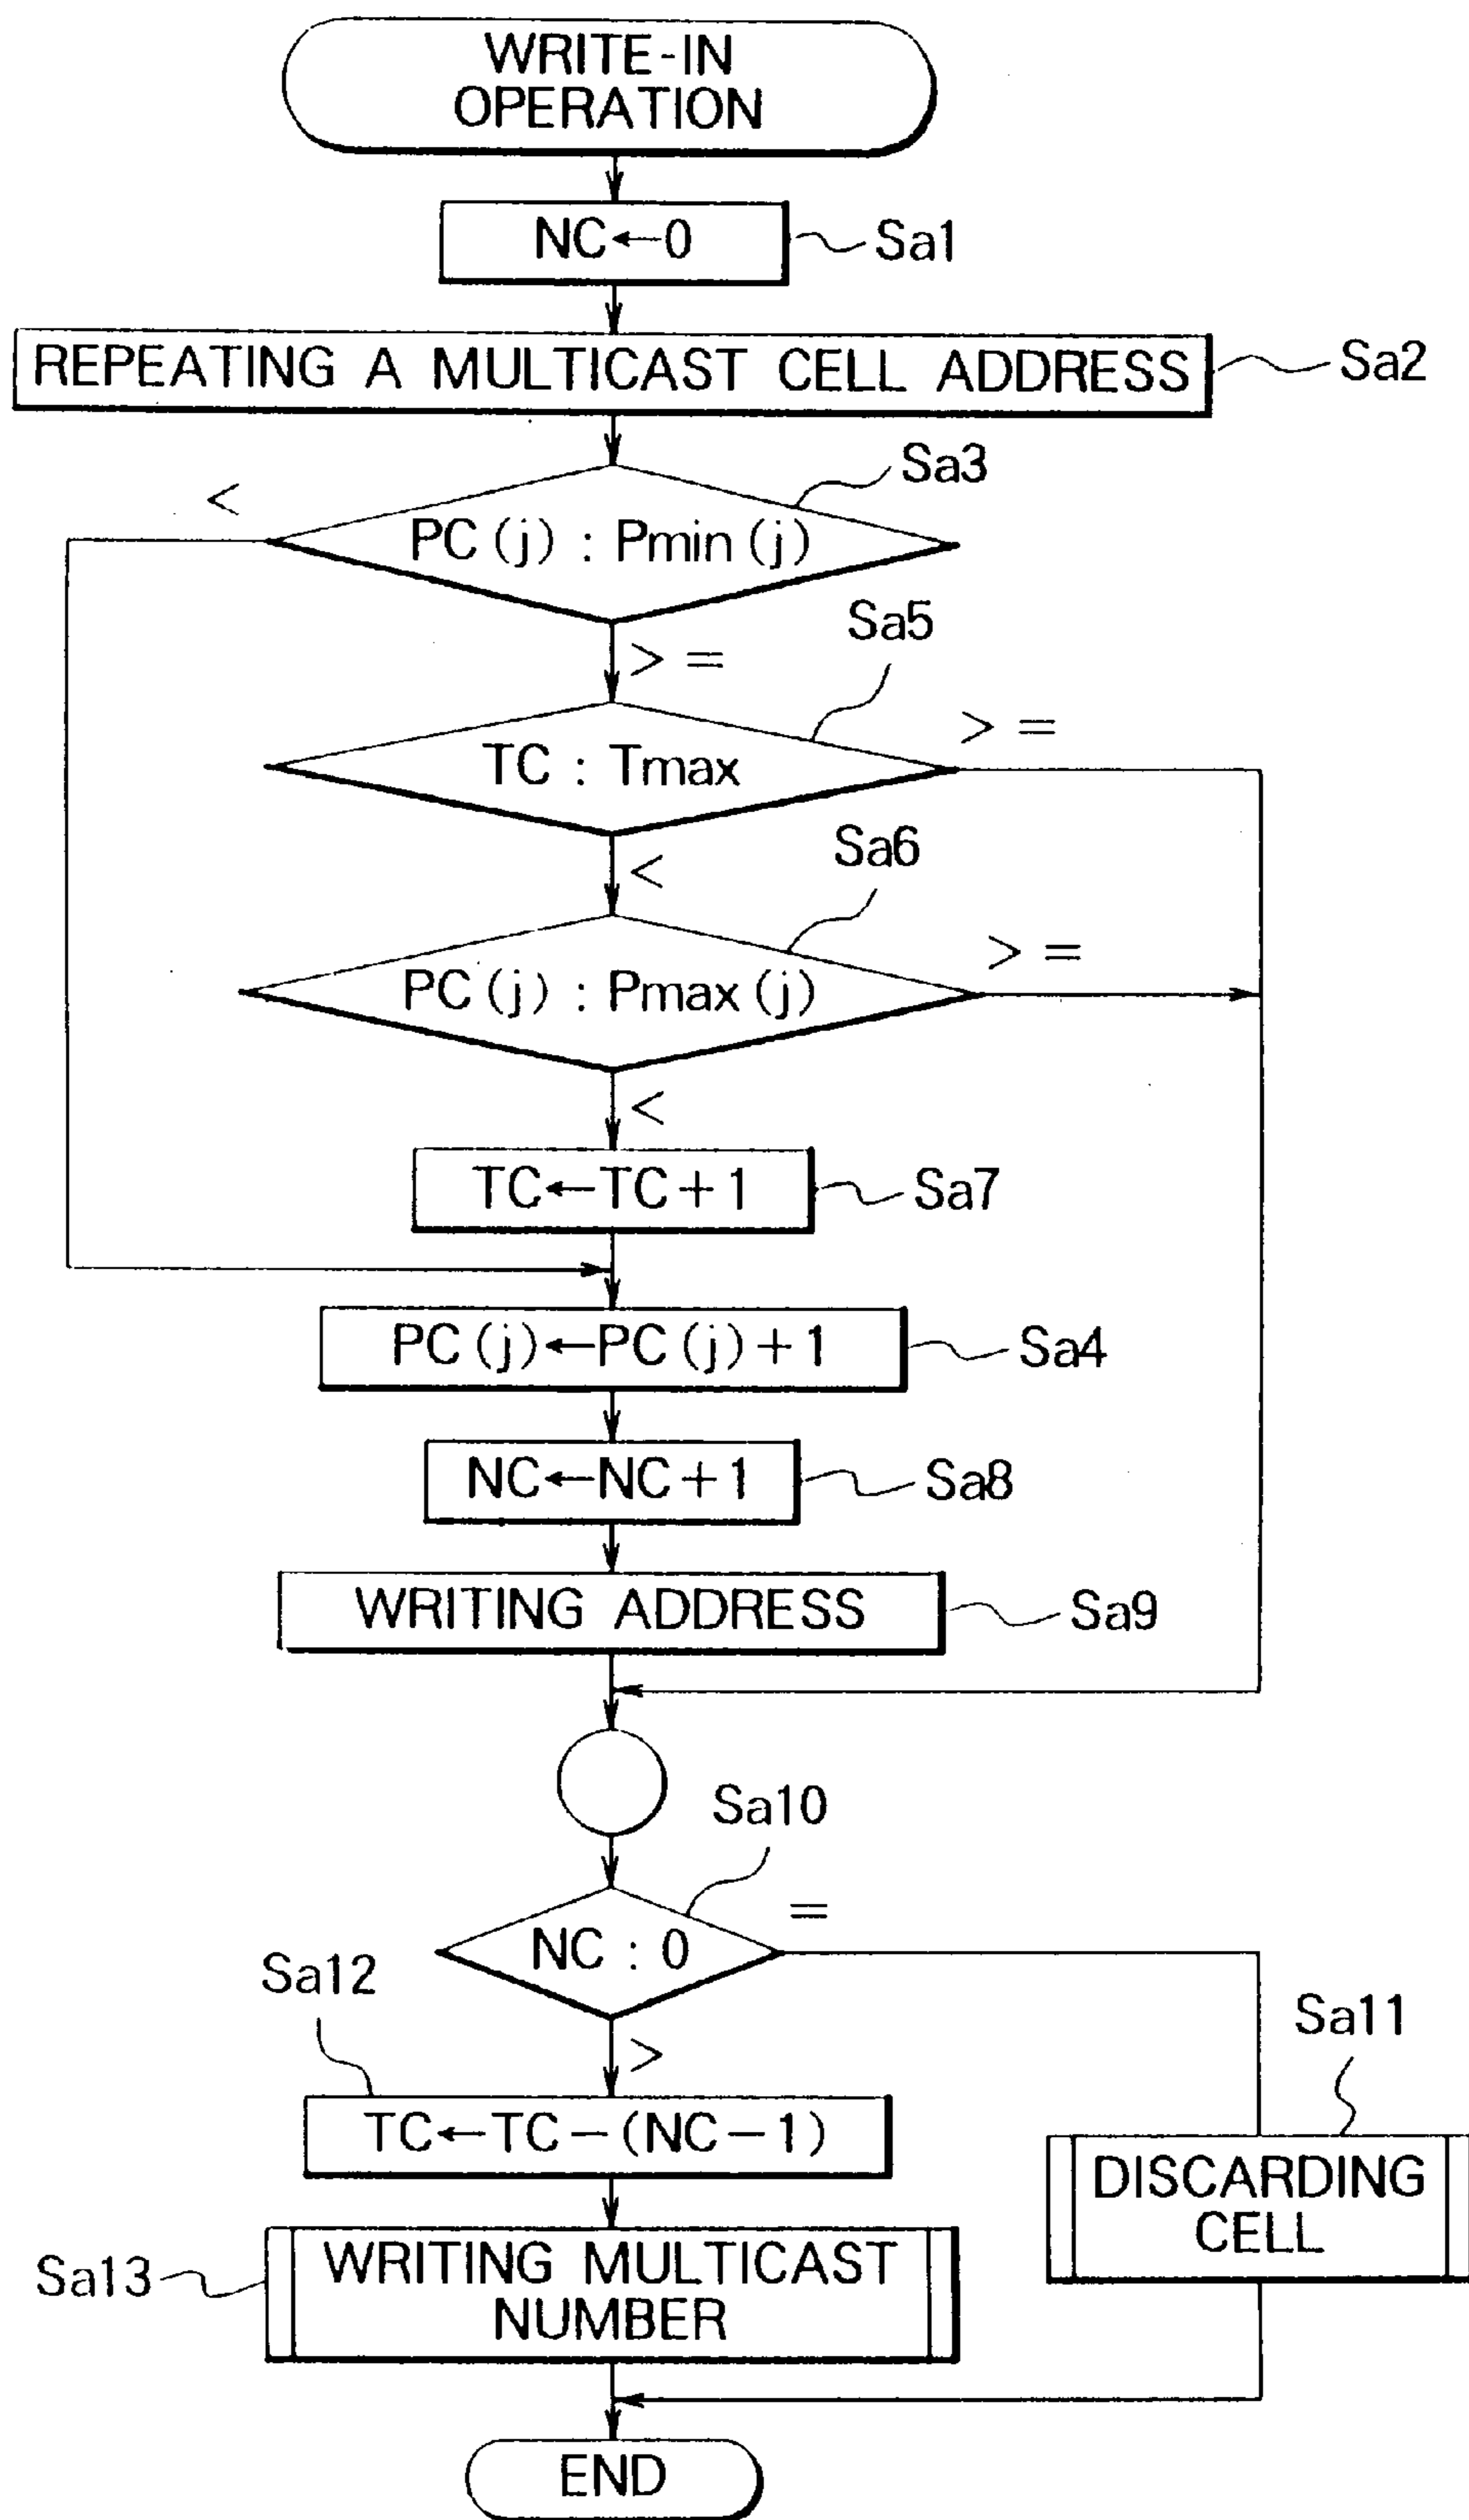 WRITE-IN
OPERATION
NC←0
Sa1
REPEATING A MULTICAST CELL ADDRESS
Sa2
Sa3
<
PC(j) : Pmin(j)
>=
Sa5
>=
TC : Tmax
<
Sa6
>=
PC(j) : Pmax(j)
<
TC←TC+1
Sa7
PC(j)←PC(j)+1
Sa4
NC←NC+1
Sa8
WRITING ADDRESS
Sa9
Sa10
=
NC : 0
Sa12
>
Sa11
TC←TC−(NC−1)
DISCARDING
CELL
Sa13
WRITING MULTICAST
NUMBER
END